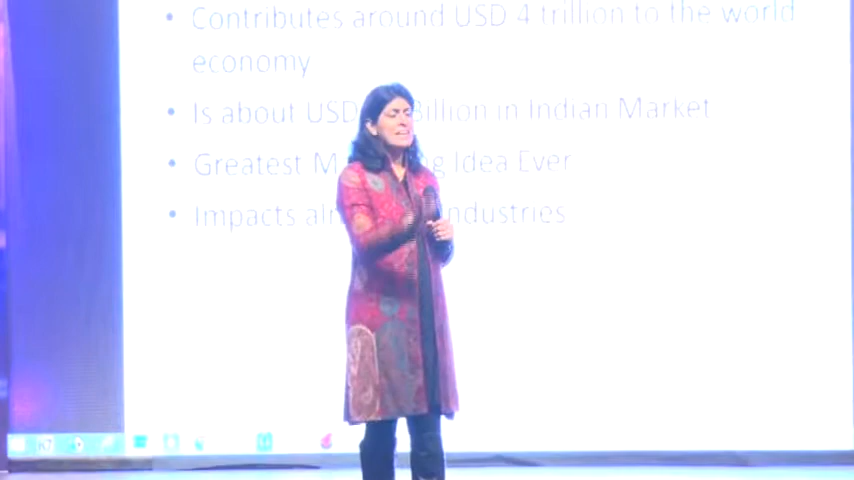 • Contributes around USD 4 trillion to the world
economy
• Is about USD Billion in Indian Market
• Greatest Idea Ever
• Impacts